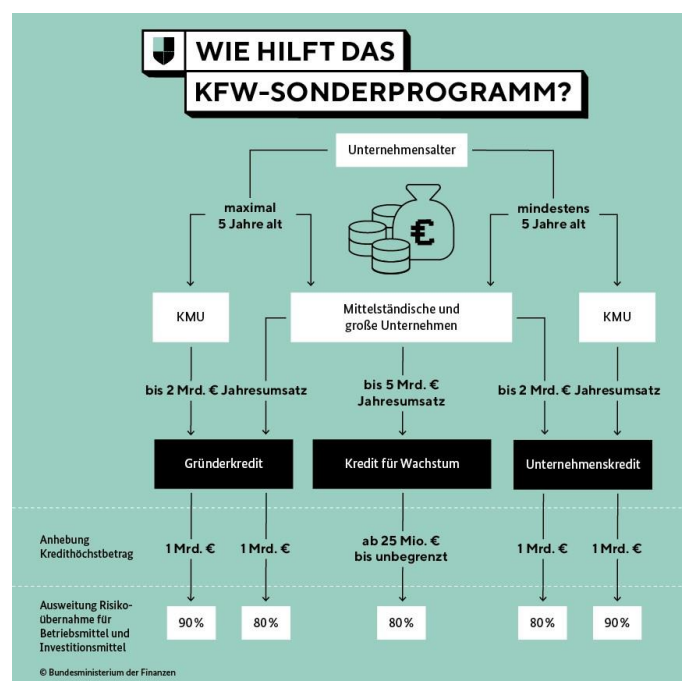 WIE HILFT DAS
KFW-SONDERPROGRAMM?
Unternehmensalter
maximal
5 Jahre alt
mindestens
5 Jahre alt
€
KMU
Mittelständische und
große Unternehmen
KMU
bis 2 Mrd. € Jahresumsatz
bis 5 Mrd. €
Jahresumsatz
bis 2 Mrd. € Jahresumsatz
Gründerkredit
Kredit für Wachstum
Unternehmenskredit
Anhebung
Kredithöchstbetrag
1 Mrd. €
1 Mrd. €
ab 25 Mio. €
bis unbegrenzt
1 Mrd. €
1 Mrd. €
Ausweitung Risiko-
übernahme für
Betriebsmittel und
Investitionsmittel
90 %
80 %
80 %
80 %
90 %
© Bundesministerium der Finanzen